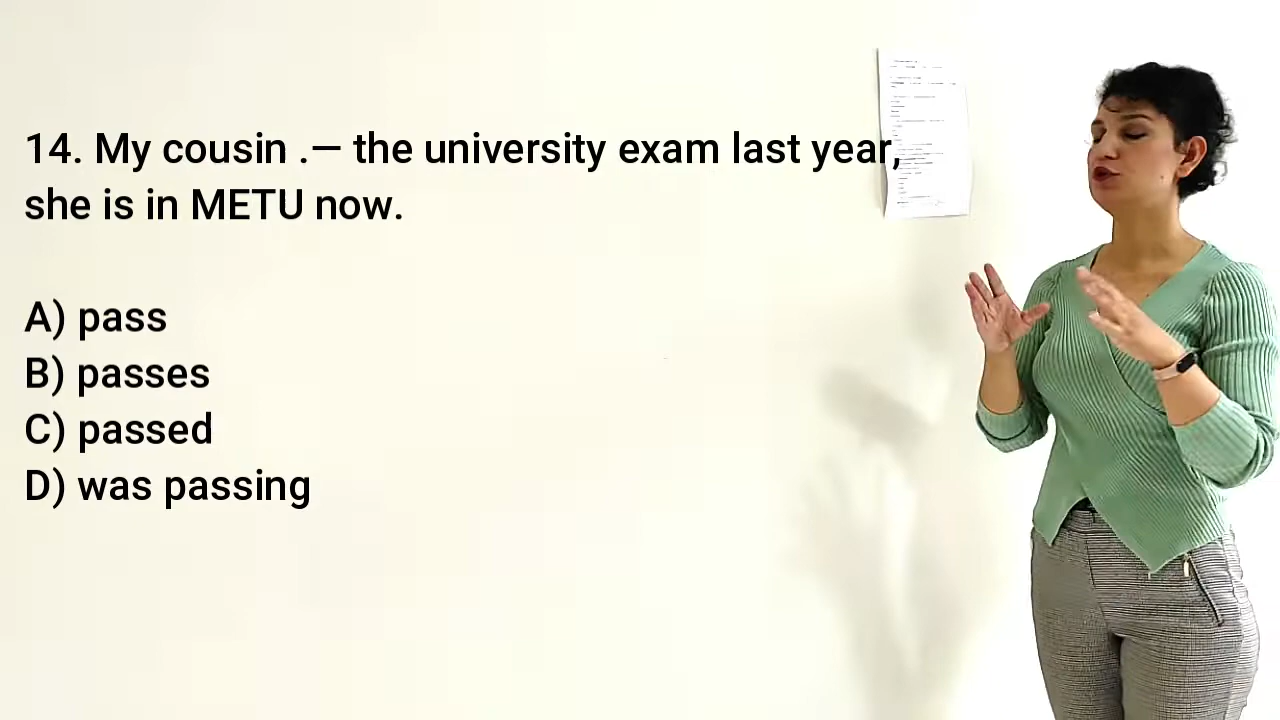 14. My cousin .— the university exam last year,
she is in METU now.
A) pass
B) passes
C) passed
D) was passing